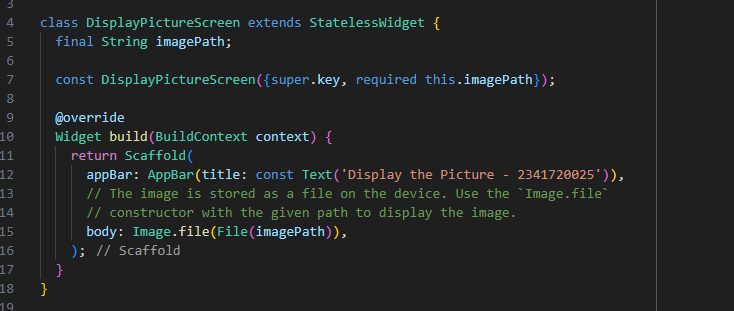 3
4 class DisplayPictureScreen extends StatelessWidget {
5   final String imagePath;
6
7   const DisplayPictureScreen({super.key, required this.imagePath});
8
9   @override
10   Widget build(BuildContext context) {
11     return Scaffold(
12       appBar: AppBar(title: const Text('Display the Picture - 2341720025')),
13       // The image is stored as a file on the device. Use the `Image.file`
14       // constructor with the given path to display the image.
15       body: Image.file(File(imagePath)),
16     ); // Scaffold
17   }
18 }
19